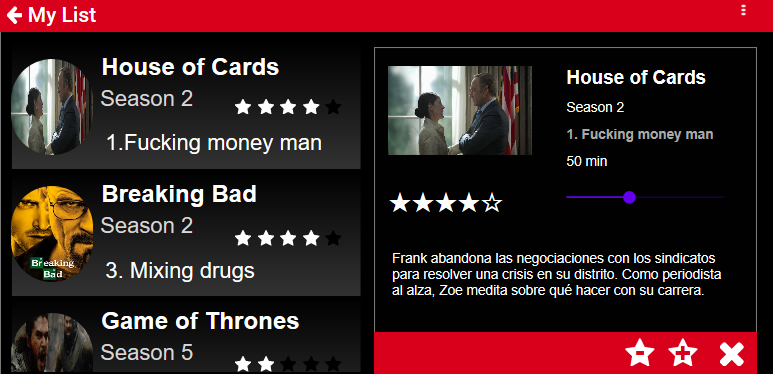 My List
House of Cards
Season 2
1.Fucking money man
Breaking Bad
Breaking
Bad
Season 2
3. Mixing drugs
Game of Thrones
Season 5
House of Cards
Season 2
1. Fucking money man
50 min
Frank abandona las negociaciones con los sindicatos
para resolver una crisis en su distrito. Como periodista
al alza, Zoe medita sobre qué hacer con su carrera.